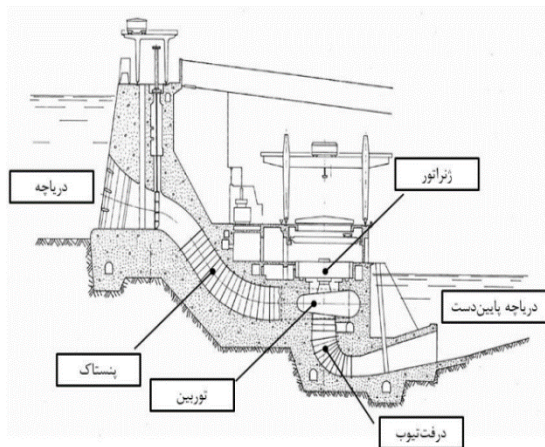 ژنراتور
دریاچه
دریاچه پایین‌دست
پنستاک
توربین
درفت‌تیوب